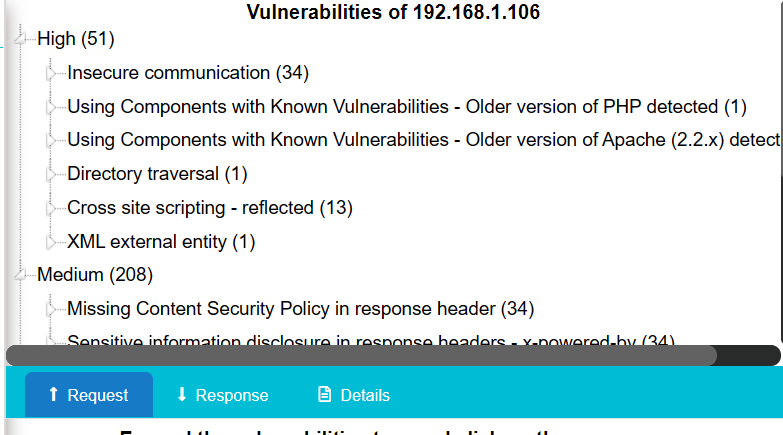 Vulnerabilities of 192.168.1.106
High (51)
Insecure communication (34)
Using Components with Known Vulnerabilities - Older version of PHP detected (1)
Using Components with Known Vulnerabilities - Older version of Apache (2.2.x) detect
Directory traversal (1)
Cross site scripting - reflected (13)
XML external entity (1)
Medium (208)
Missing Content Security Policy in response header (34)
Sensitive information disclosure in response headers - x-powered-by (34)
Request Response Details